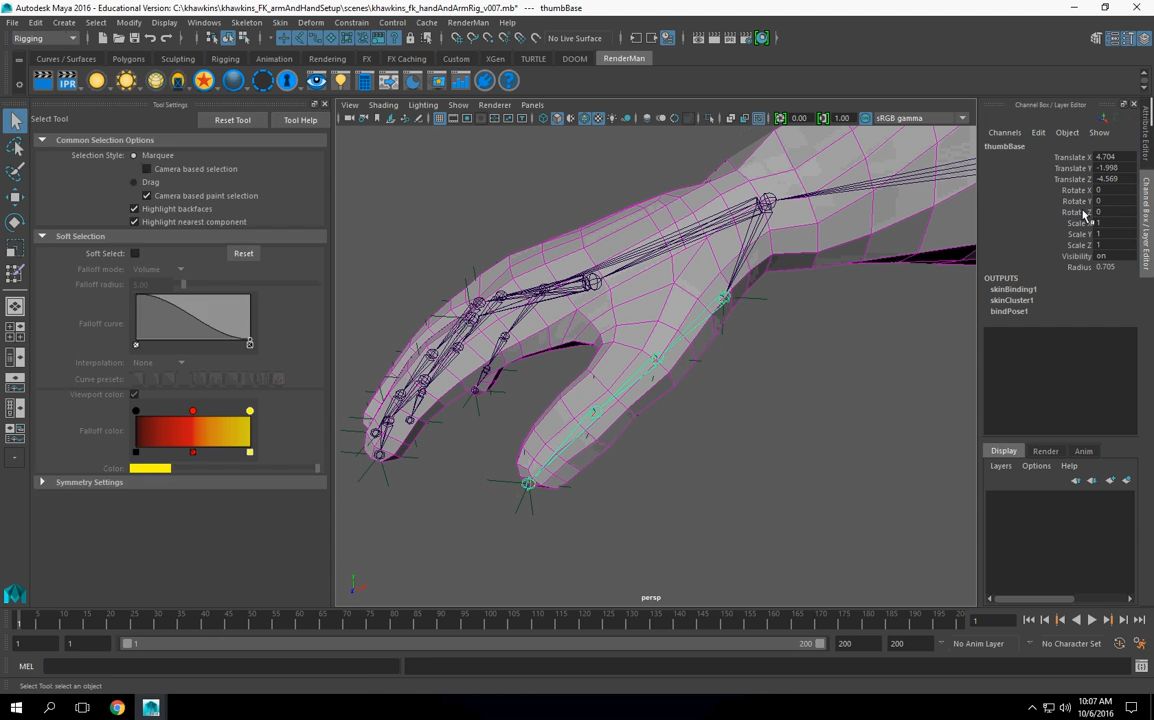 Autodesk Maya 2016 - Educational Version: C:\khawkins\khawkins_FK_armAndHandSetup\scenes\khawkins_fk_handAndArmRig_v007.mb* --- thumbBase
File Edit Create Select Modify Display Windows Skeleton Skin Deform Constrain Control Cache RenderMan Help
Rigging No Live Surface
Curves / Surfaces Polygons Sculpting Rigging Animation Rendering FX FX Caching Custom XGen TURTLE DOOM RenderMan
IPR
Tool Settings
Select Tool Reset Tool Tool Help
Common Selection Options
Selection Style: Marquee
Camera based selection
Drag
Camera based paint selection
Highlight backfaces
Highlight nearest component
Soft Selection
Soft Select: Reset
Falloff mode: Volume
Falloff radius: 5.00
Falloff curve:
Interpolation: None
Curve presets:
Viewport color:
Falloff color:
Color:
Symmetry Settings
View Shading Lighting Show Renderer Panels
0.00 1.00 sRGB gamma
persp
Channel Box / Layer Editor
Channels Edit Object Show
thumbBase
Translate X 4.704
Translate Y -1.998
Translate Z -4.569
Rotate X 0
Rotate Y 0
Rotate Z 0
Scale X 1
Scale Y 1
Scale Z 1
Visibility on
Radius 0.705
OUTPUTS
skinBinding1
skinCluster1
bindPose1
Attribute Editor
Channel Box / Layer Editor
Display Render Anim
Layers Options Help
1 5 10 15 20 25 30 35 40 45 50 55 60 65 70 75 80 85 90 95 100 105 110 115 120 125 130 135 140 145 150 155 160 165 170 175 180 185 190 195 200 1
1 1 1 200 200 200 No Anim Layer No Character Set
MEL
Select Tool: select an object
10:07 AM
10/6/2016